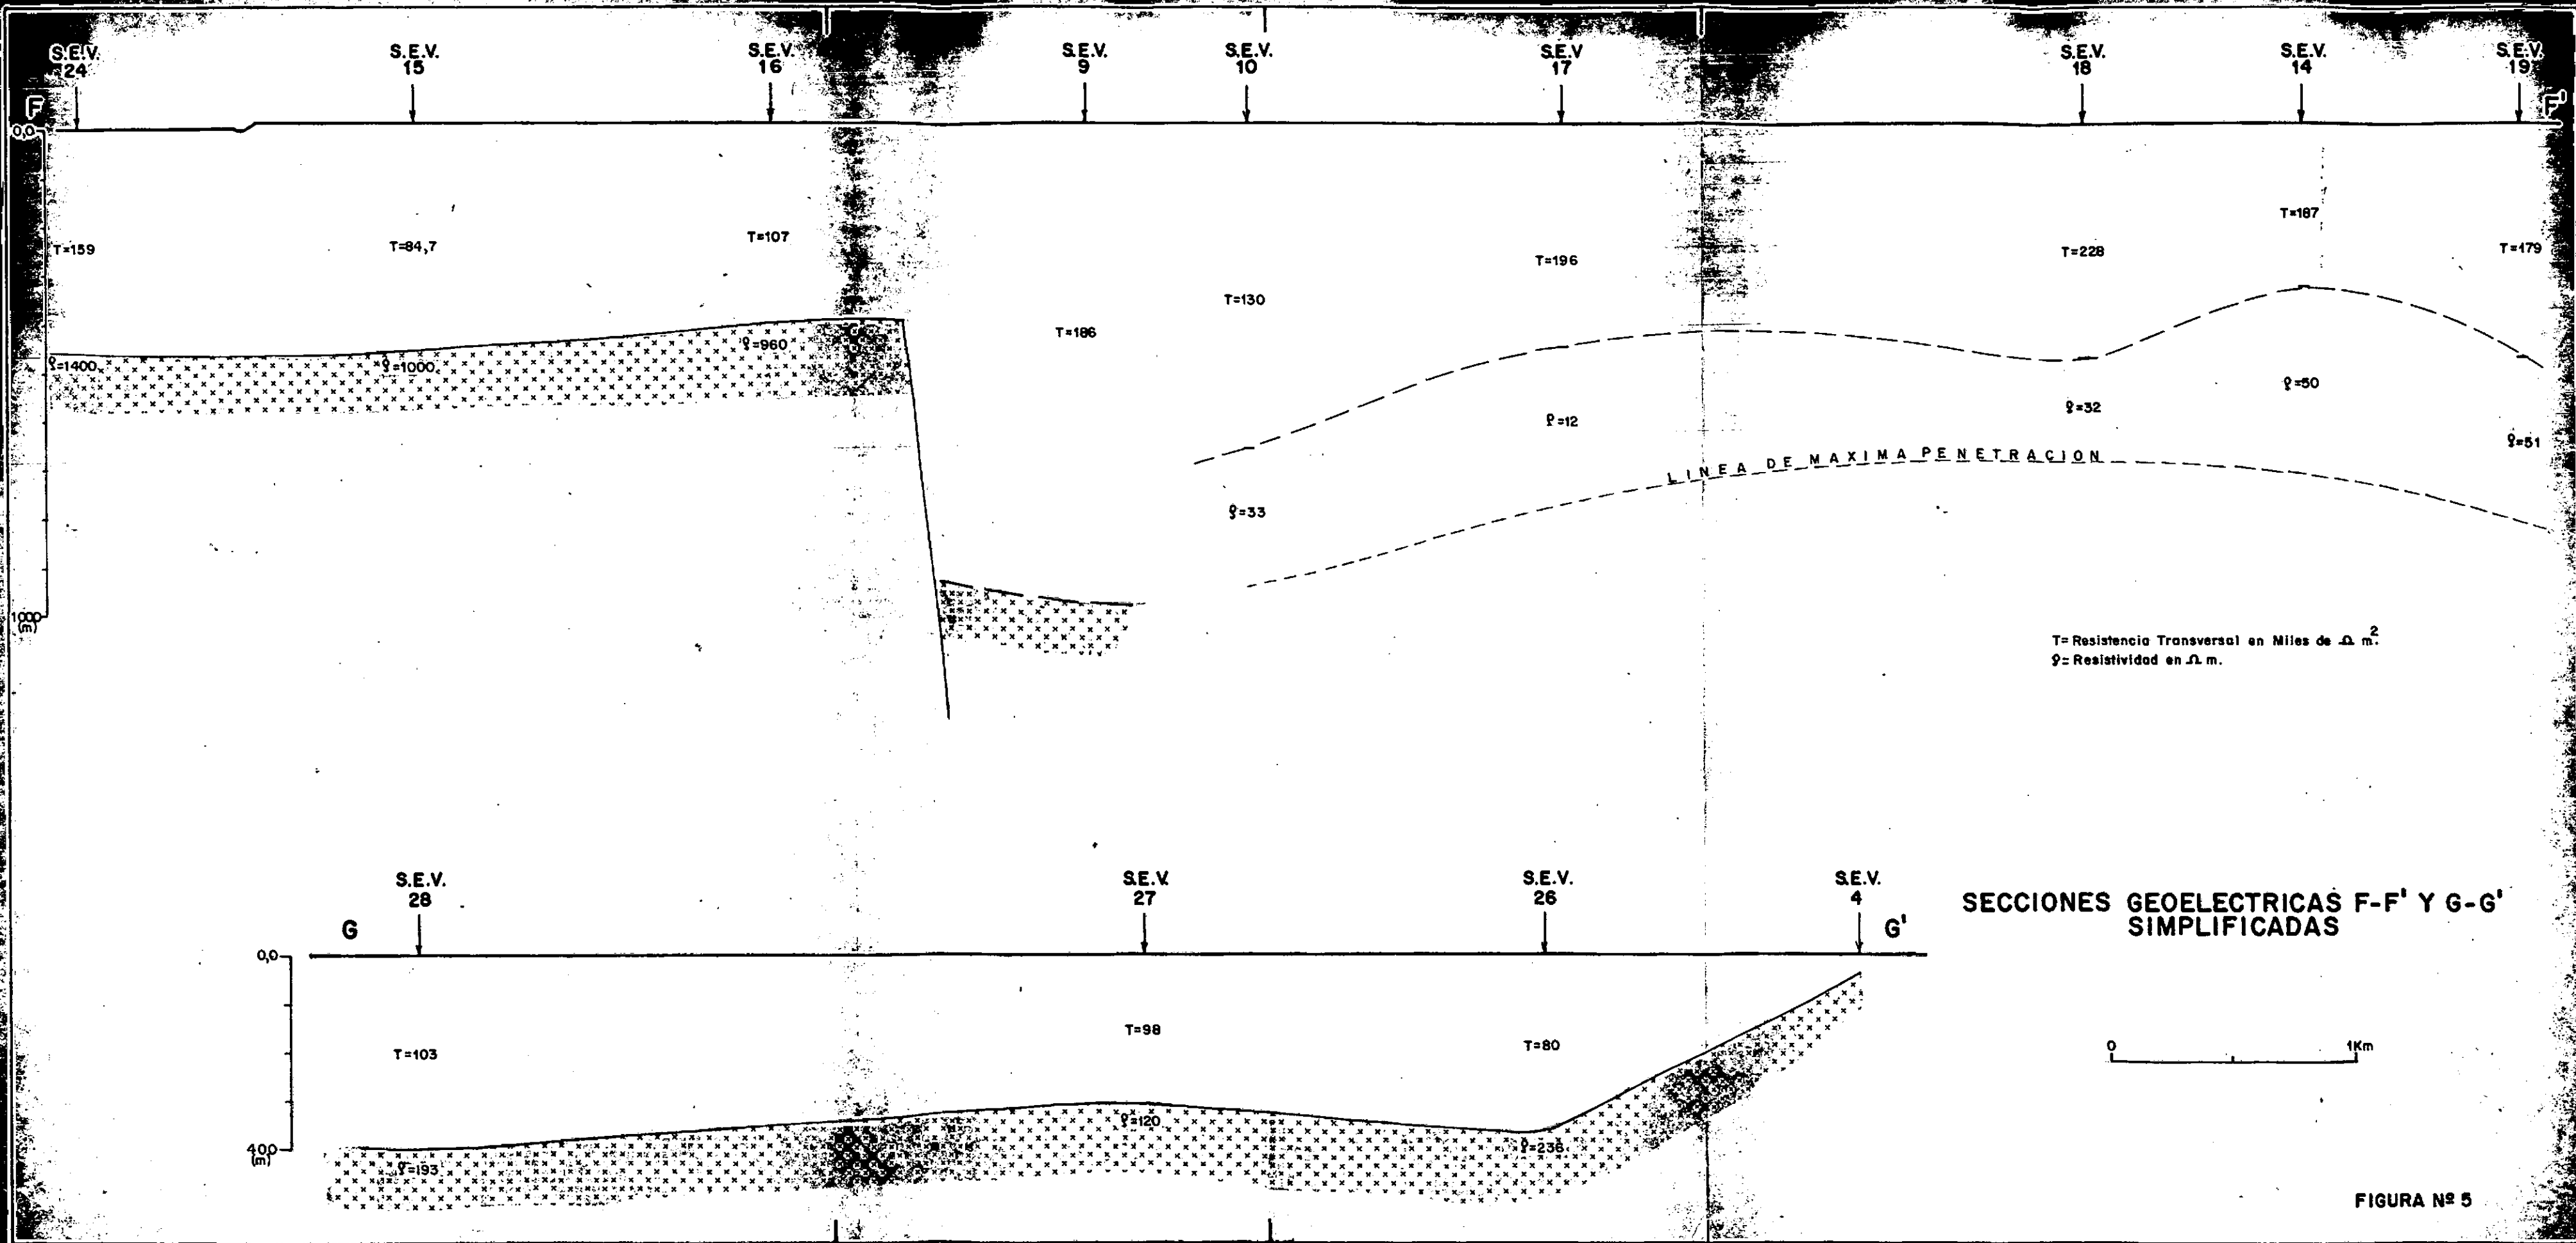 S.E.V. S.E.V. S.E.V. S.E.V. S.E.V. S.E.V S.E.V. S.E.V. S.E.V.
24 15 16 9 10 17 18 14 19
F F'
0,0
T=187
T=159 T=84,7 T=107 T=196 T=228 T=179
T=130
T=186
ρ=1400 ρ=1000 ρ=960
ρ=12 ρ=32 ρ=50
ρ=51
LINEA DE MAXIMA PENETRACION
ρ=33
1000
(m)
T= Resistencia Transversal en Miles de Ω m².
ρ= Resistividad en Ω m.
S.E.V. S.E.V. S.E.V. S.E.V.
28 27 26 4
G G'
SECCIONES GEOELECTRICAS F-F' Y G-G'
SIMPLIFICADAS
0,0
T=103 T=98 T=80
0 1Km
ρ=193 ρ=120 ρ=236
400
(m)
FIGURA Nº 5